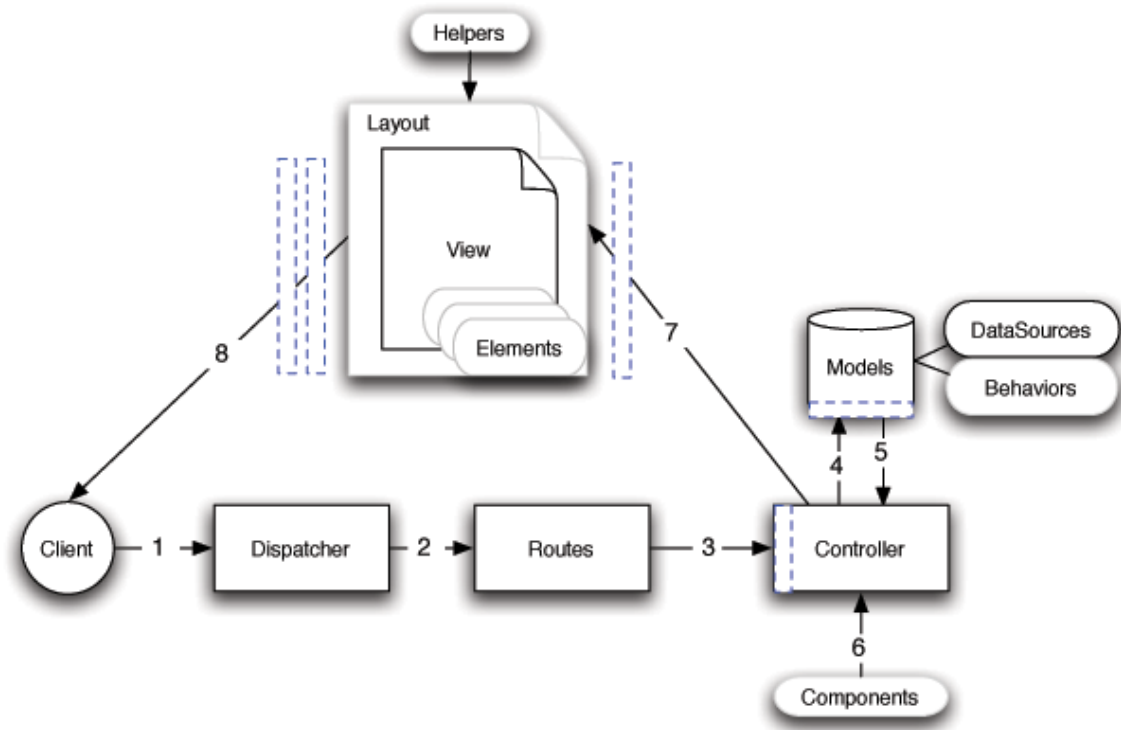 Helpers
Layout
View
Elements
8
7
Models
DataSources
Behaviors
4
5
Client
1
Dispatcher
2
Routes
3
Controller
6
Components